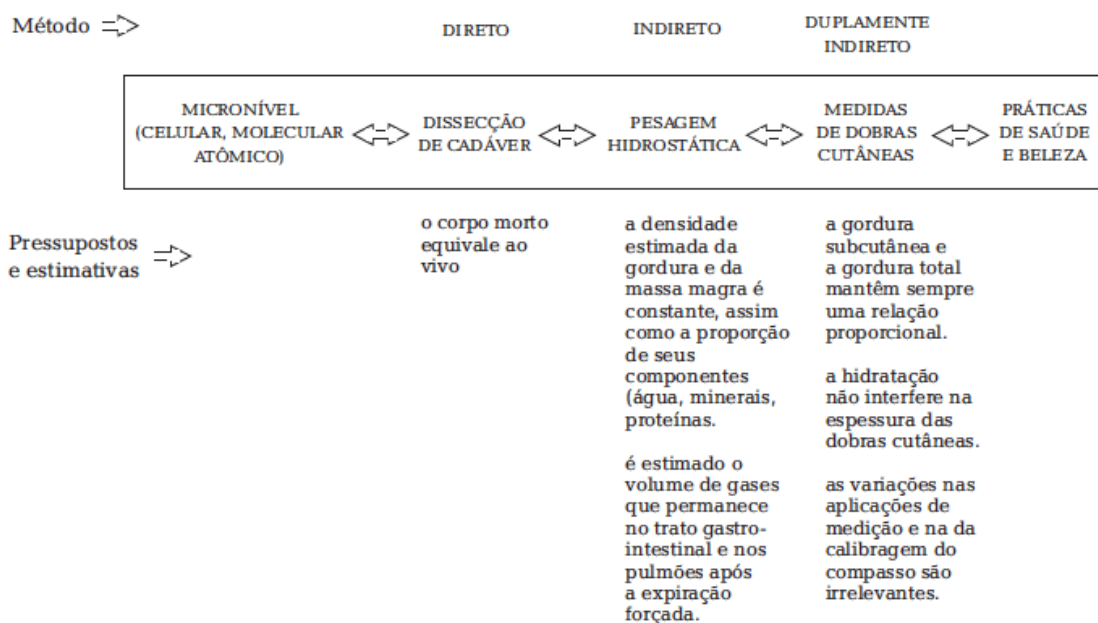 Método
DIRETO
INDIRETO
DUPLAMENTE
INDIRETO
MICRONÍVEL
(CELULAR, MOLECULAR
ATÔMICO)
DISSECÇÃO
DE CADÁVER
PESAGEM
HIDROSTÁTICA
MEDIDAS
DE DOBRAS
CUTÂNEAS
PRÁTICAS
DE SAÚDE
E BELEZA
Pressupostos
e estimativas
o corpo morto
equivale ao
vivo
a densidade
estimada da
gordura e da
massa magra é
constante, assim
como a proporção
de seus
componentes
(água, minerais,
proteínas.
é estimado o
volume de gases
que permanece
no trato gastro-
intestinal e nos
pulmões após
a expiração
forçada.
a gordura
subcutânea e
a gordura total
mantêm sempre
uma relação
proporcional.
a hidratação
não interfere na
espessura das
dobras cutâneas.
as variações nas
aplicações de
medição e na da
calibragem do
compasso são
irrelevantes.